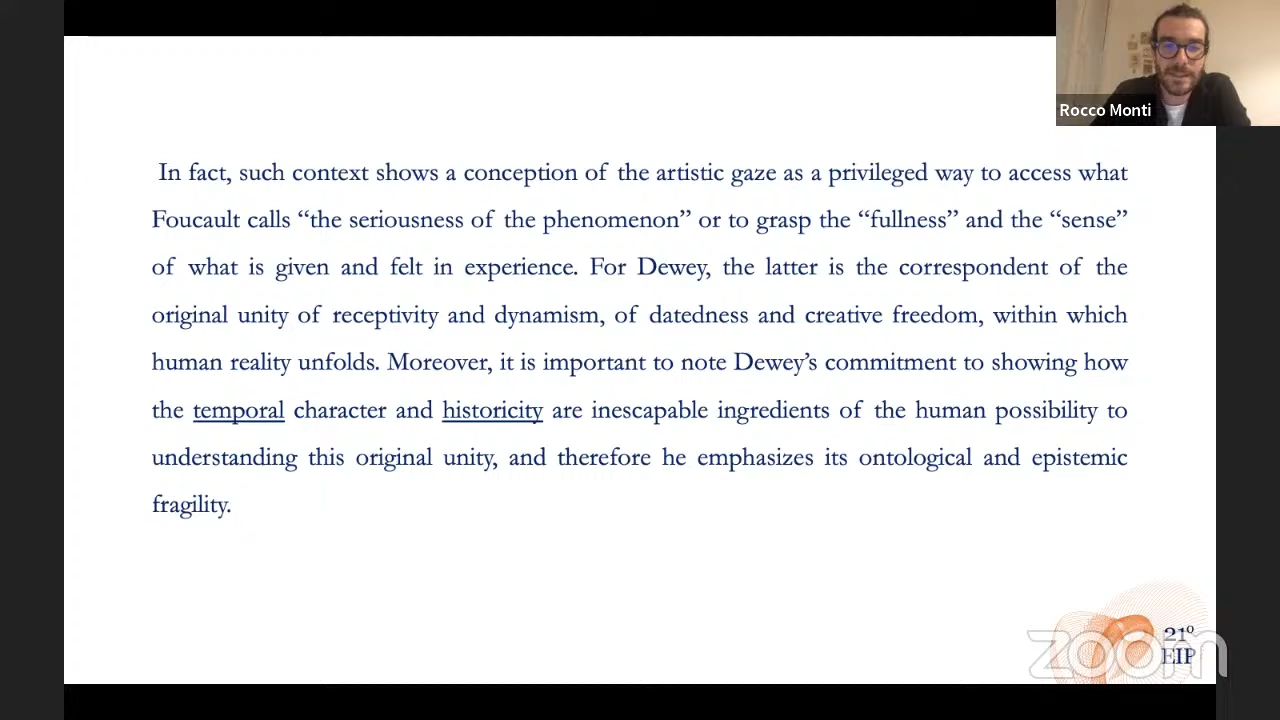 Rocco Monti
In fact, such context shows a conception of the artistic gaze as a privileged way to access what
Foucault calls “the seriousness of the phenomenon” or to grasp the “fullness” and the “sense”
of what is given and felt in experience. For Dewey, the latter is the correspondent of the
original unity of receptivity and dynamism, of datedness and creative freedom, within which
human reality unfolds. Moreover, it is important to note Dewey’s commitment to showing how
the temporal character and historicity are inescapable ingredients of the human possibility to
understanding this original unity, and therefore he emphasizes its ontological and epistemic
fragility.
21º
EIP
zoom